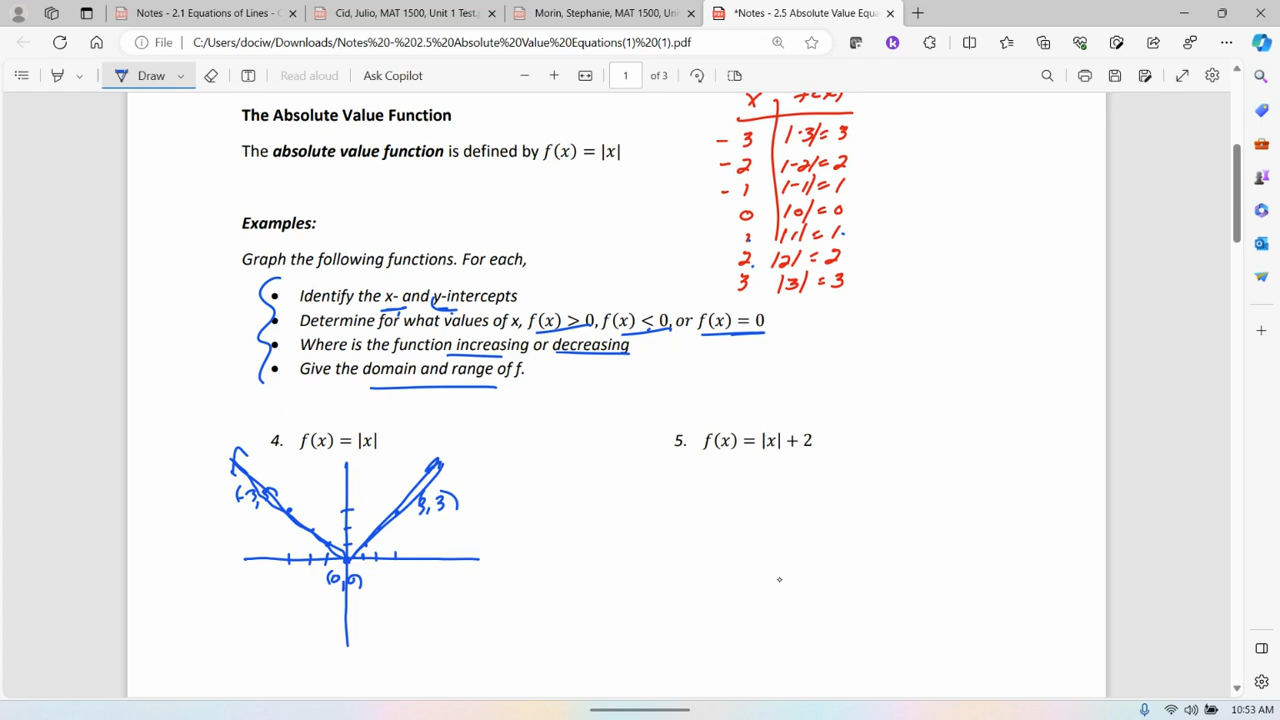 Notes - 2.1 Equations of Lines -
Cid, Julio, MAT 1500, Unit 1 Test.p
Morin, Stephanie, MAT 1500, Uni
*Notes - 2.5 Absolute Value Equa
File
C:/Users/dociw/Downloads/Notes%20-%202.5%20Absolute%20Value%20Equations(1)%20(1).pdf
Draw
Read aloud
Ask Copilot
1 of 3
The Absolute Value Function
x f(x)
The absolute value function is defined by f(x) = |x|
-3 |-3| = 3
-2 |-2| = 2
-1 |-1| = 1
0 |0| = 0
1 |1| = 1
2 |2| = 2
3 |3| = 3
Examples:
Graph the following functions. For each,
• Identify the x- and y-intercepts
• Determine for what values of x, f(x) > 0, f(x) < 0, or f(x) = 0
• Where is the function increasing or decreasing
• Give the domain and range of f.
4. f(x) = |x|
5. f(x) = |x| + 2
(-3, 3)
(3, 3)
(0, 0)
10:53 AM